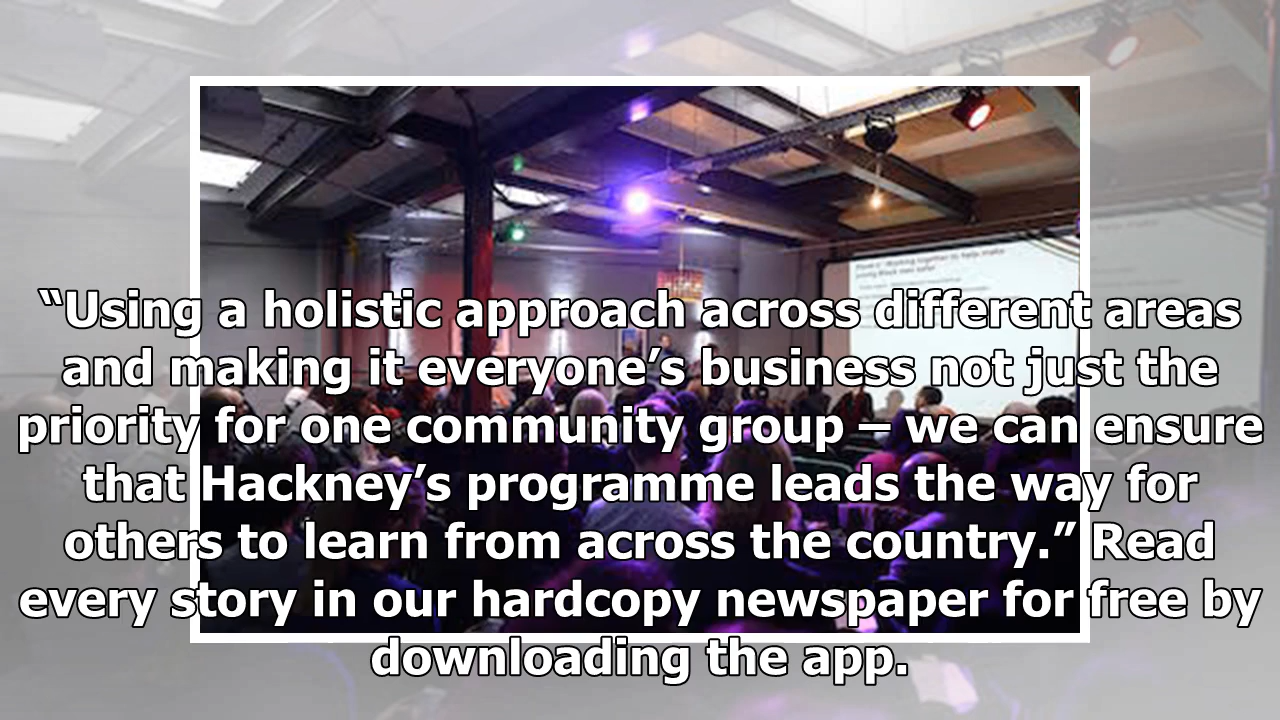 “Using a holistic approach across different areas
and making it everyone’s business not just the
priority for one community group – we can ensure
that Hackney’s programme leads the way for
others to learn from across the country.” Read
every story in our hardcopy newspaper for free by
downloading the app.